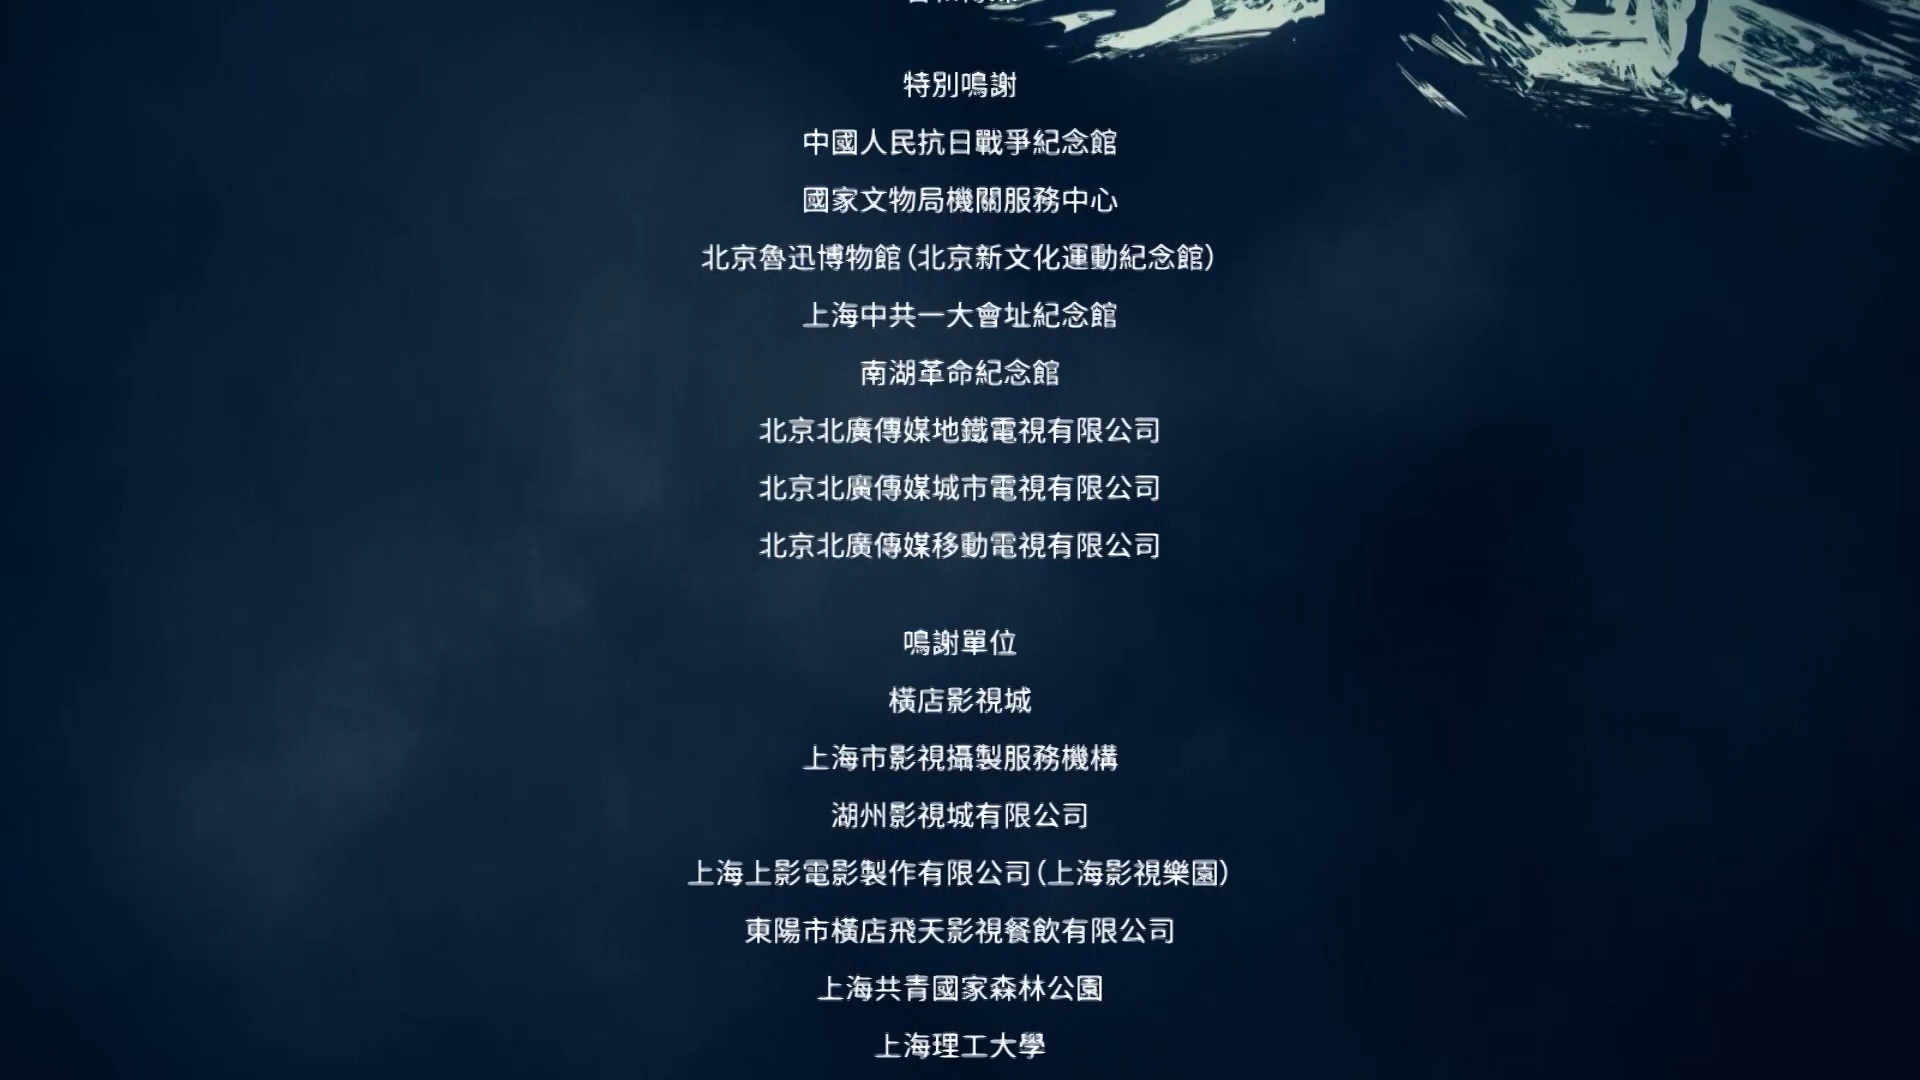 特別鳴謝
中國人民抗日戰爭紀念館
國家文物局機關服務中心
北京魯迅博物館(北京新文化運動紀念館)
上海中共一大會址紀念館
南湖革命紀念館
北京北廣傳媒地鐵電視有限公司
北京北廣傳媒城市電視有限公司
北京北廣傳媒移動電視有限公司
鳴謝單位
橫店影視城
上海市影視攝製服務機構
湖州影視城有限公司
上海上影電影製作有限公司(上海影視樂園)
東陽市橫店飛天影視餐飲有限公司
上海共青國家森林公園
上海理工大學